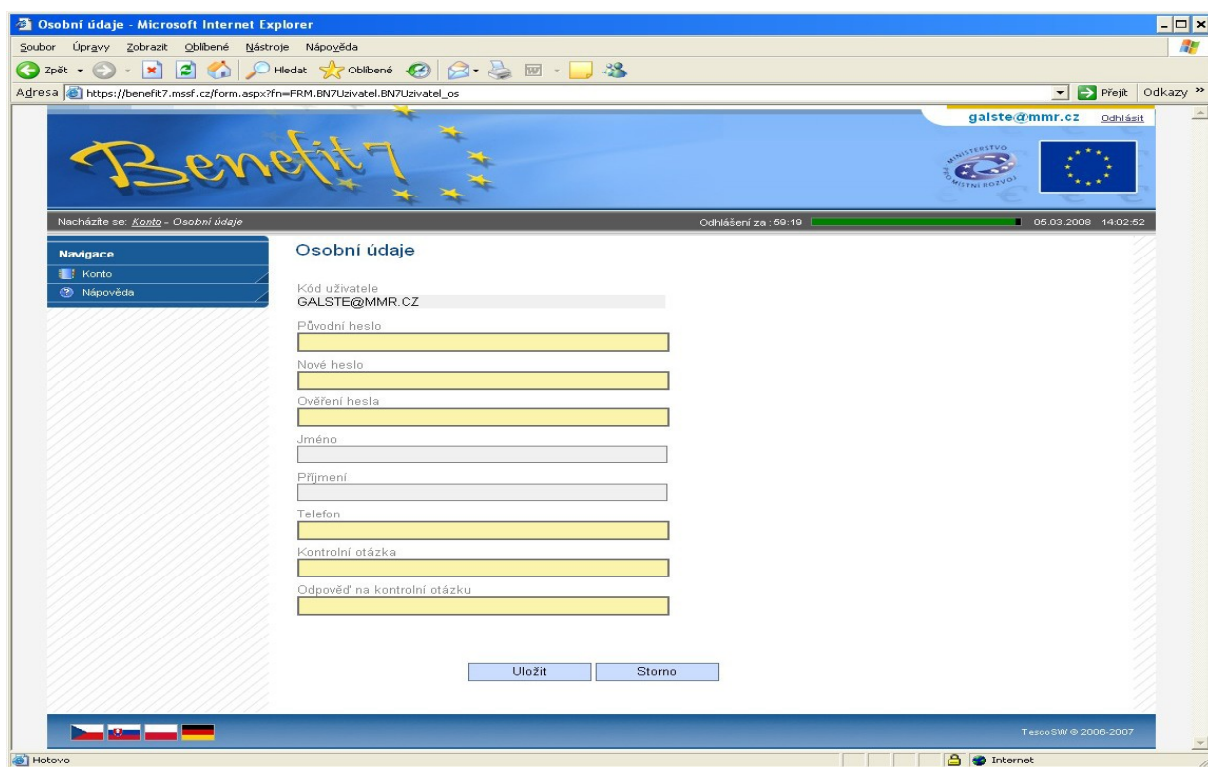 Osobní údaje - Microsoft Internet Explorer
Soubor Úpravy Zobrazit Oblíbené Nástroje Nápověda
Zpět Hledat Oblíbené
Adresa https://benefit7.mssf.cz/form.aspx?fn=FRM.BN7Uzivatel.BN7Uzivatel_os Přejít Odkazy »
galste@mmr.cz Odhlásit
Benefit7
MINISTERSTVO
PRO MÍSTNÍ ROZVOJ
Nacházíte se: Konto - Osobní údaje Odhlášení za : 59:19 05.03.2008 14:02:52
Navigace
Konto
Nápověda
Osobní údaje
Kód uživatele
GALSTE@MMR.CZ
Původní heslo
Nové heslo
Ověření hesla
Jméno
Příjmení
Telefon
Kontrolní otázka
Odpověď na kontrolní otázku
Uložit Storno
TescoSW © 2006-2007
Hotovo Internet